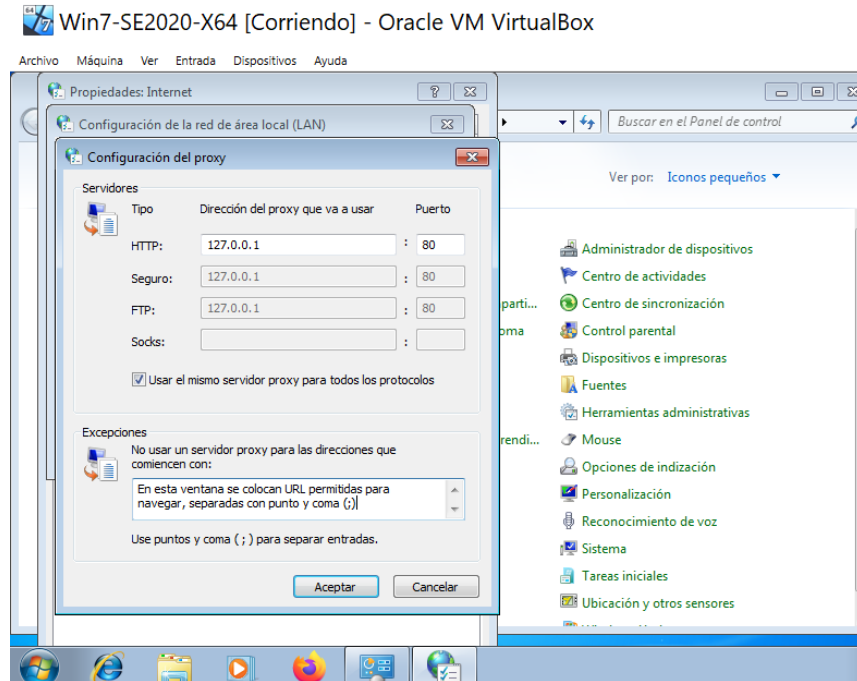 Win7-SE2020-X64 [Corriendo] - Oracle VM VirtualBox
Archivo Máquina Ver Entrada Dispositivos Ayuda
Propiedades: Internet
Configuración de la red de área local (LAN)
Buscar en el Panel de control
Configuración del proxy
Ver por: Iconos pequeños
Servidores
Tipo Dirección del proxy que va a usar Puerto
HTTP: 127.0.0.1 : 80
Seguro: 127.0.0.1 : 80
FTP: 127.0.0.1 : 80
Socks: :
Usar el mismo servidor proxy para todos los protocolos
Excepciones
No usar un servidor proxy para las direcciones que
comiencen con:
En esta ventana se colocan URL permitidas para
navegar, separadas con punto y coma (;)
Use puntos y coma ( ; ) para separar entradas.
Aceptar Cancelar
Administrador de dispositivos
Centro de actividades
parti... Centro de sincronización
oma Control parental
Dispositivos e impresoras
Fuentes
Herramientas administrativas
rendi... Mouse
Opciones de indización
Personalización
Reconocimiento de voz
Sistema
Tareas iniciales
Ubicación y otros sensores